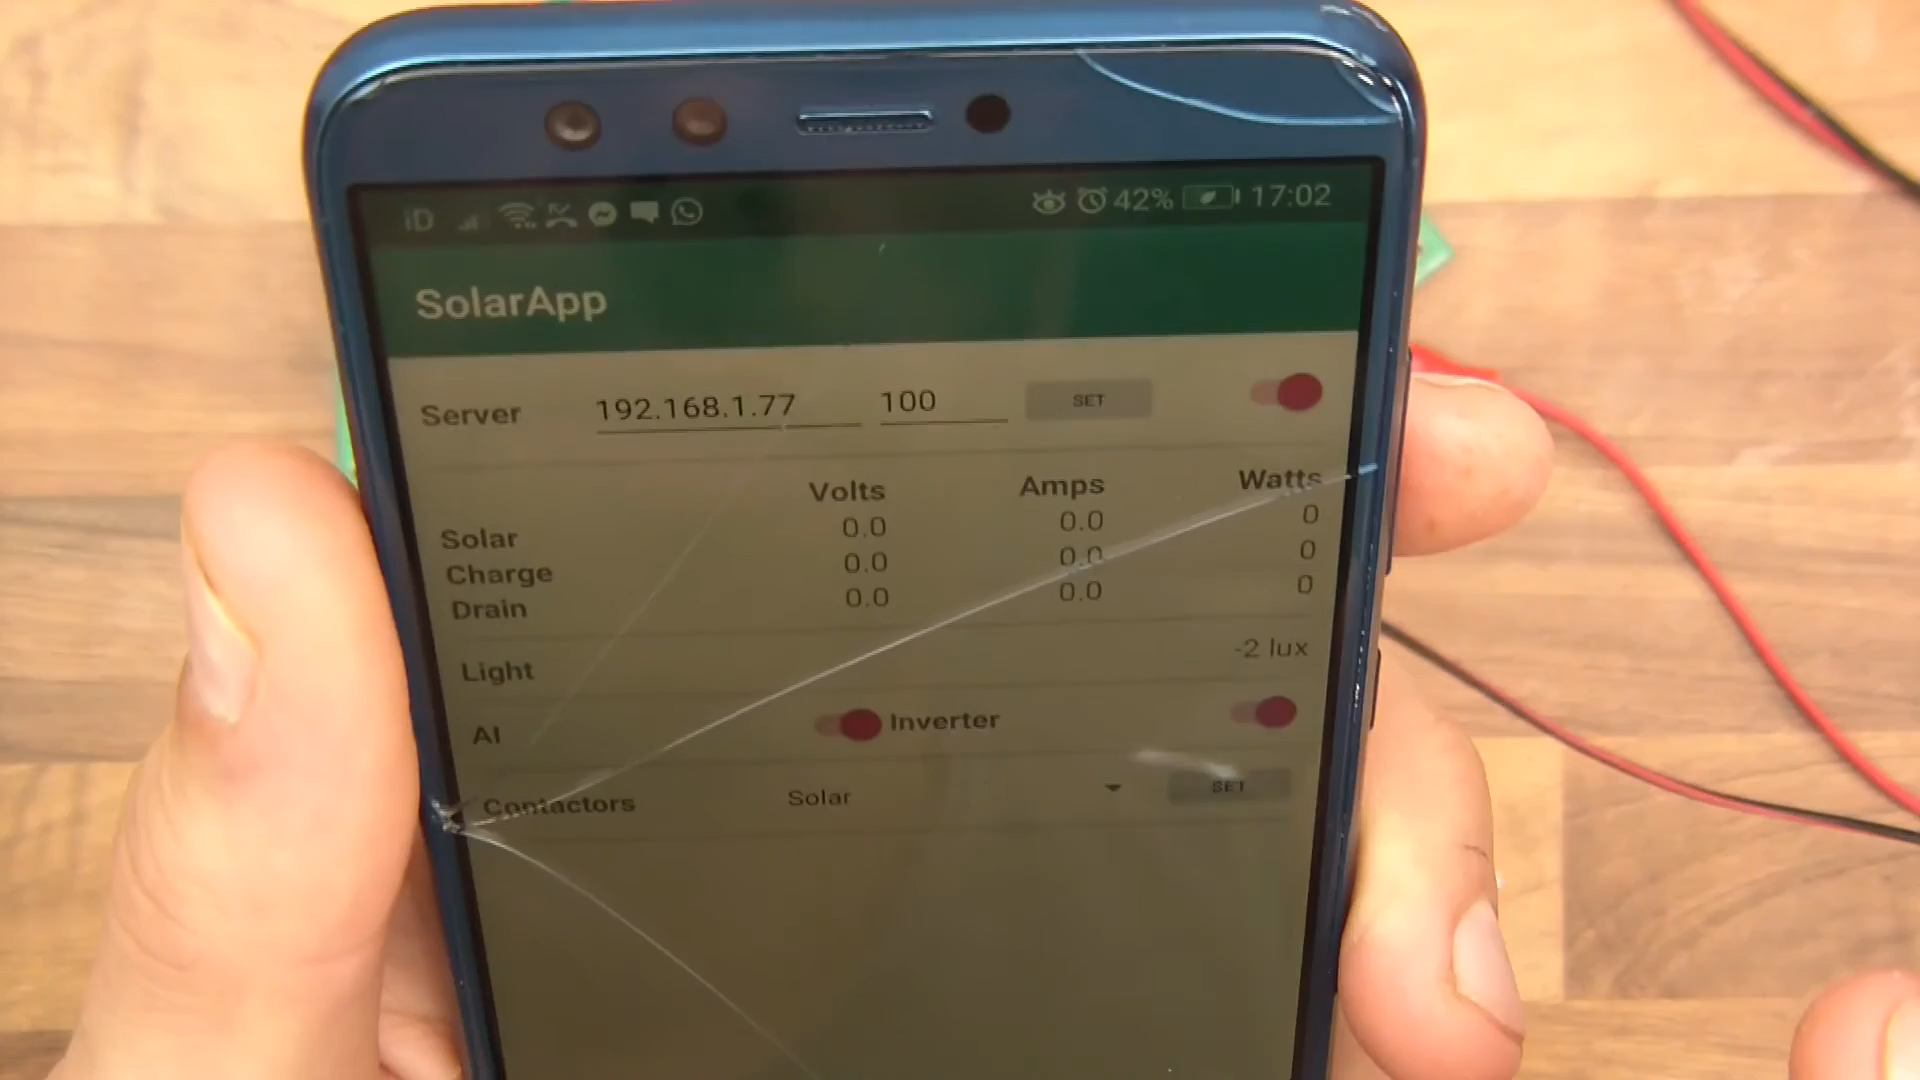 iD 42% 17:02
SolarApp
Server 192.168.1.77 100 SET
Volts Amps Watts
Solar 0.0 0.0 0
Charge 0.0 0.0 0
Drain 0.0 0.0 0
Light -2 lux
AI Inverter
Contactors Solar SET